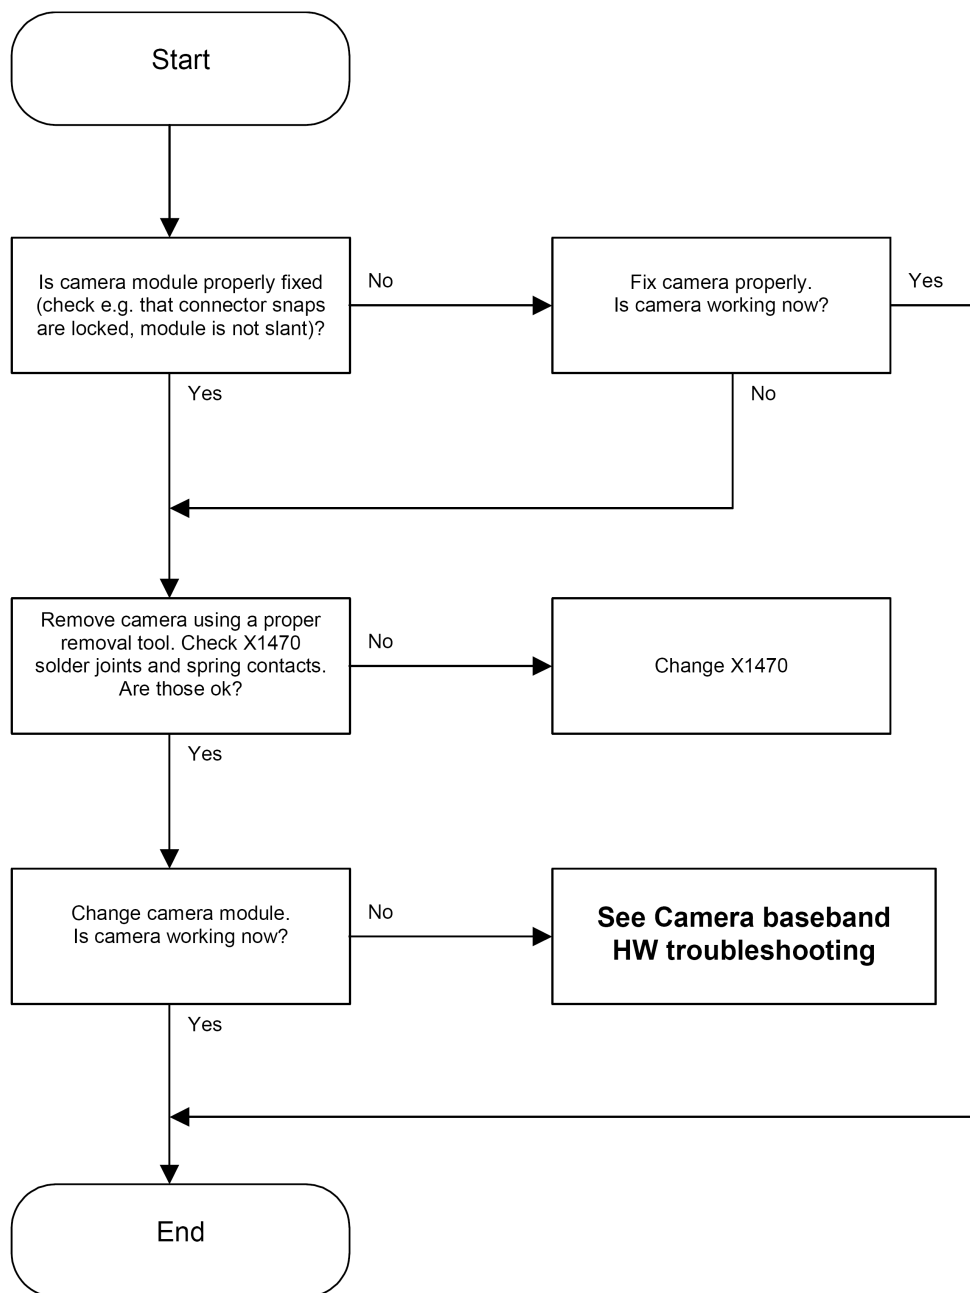 Start
Is camera module properly fixed
(check e.g. that connector snaps
are locked, module is not slant)?
No
Fix camera properly.
Is camera working now?
Yes
Yes
No
Remove camera using a proper
removal tool. Check X1470
solder joints and spring contacts.
Are those ok?
No
Change X1470
Yes
Change camera module.
Is camera working now?
No
See Camera baseband
HW troubleshooting
Yes
End